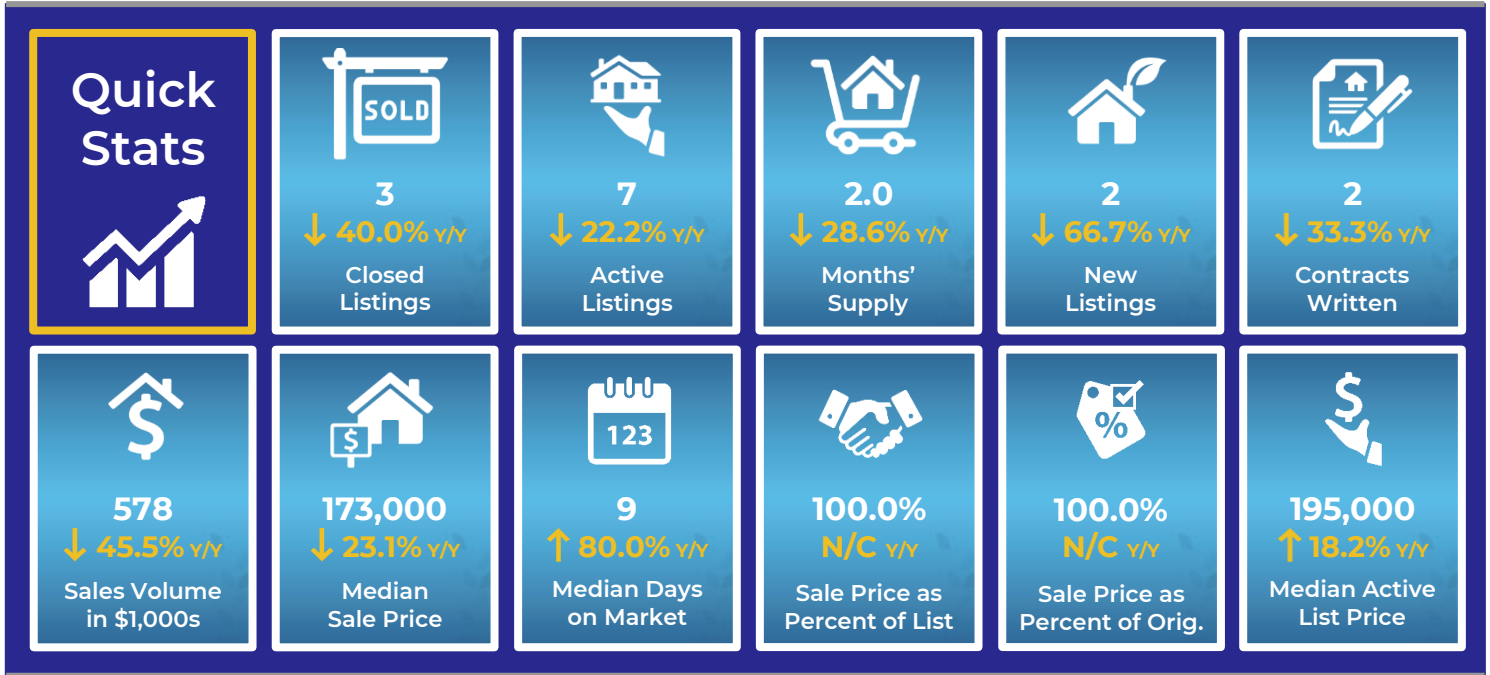 Quick
Stats
SOLD
3
↓ 40.0% Y/Y
Closed
Listings
7
↓ 22.2% Y/Y
Active
Listings
2.0
↓ 28.6% Y/Y
Months’
Supply
2
↓ 66.7% Y/Y
New
Listings
2
↓ 33.3% Y/Y
Contracts
Written
$
578
↓ 45.5% Y/Y
Sales Volume
in $1,000s
$
173,000
↓ 23.1% Y/Y
Median
Sale Price
123
9
↑ 80.0% Y/Y
Median Days
on Market
100.0%
N/C Y/Y
Sale Price as
Percent of List
%
100.0%
N/C Y/Y
Sale Price as
Percent of Orig.
$
195,000
↑ 18.2% Y/Y
Median Active
List Price